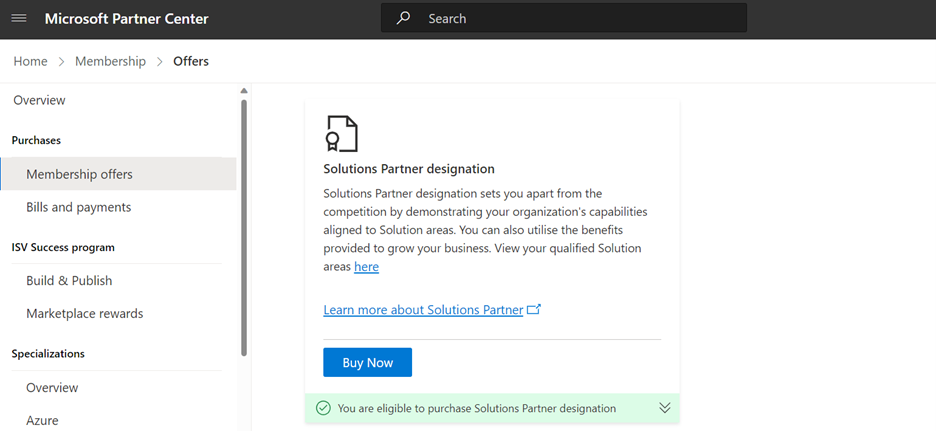 Microsoft Partner Center
Search
Home > Membership > Offers
Overview
Purchases
Membership offers
Bills and payments
ISV Success program
Build & Publish
Marketplace rewards
Specializations
Overview
Azure
Solutions Partner designation
Solutions Partner designation sets you apart from the
competition by demonstrating your organization's capabilities
aligned to Solution areas. You can also utilise the benefits
provided to grow your business. View your qualified Solution
areas here
Learn more about Solutions Partner
Buy Now
You are eligible to purchase Solutions Partner designation